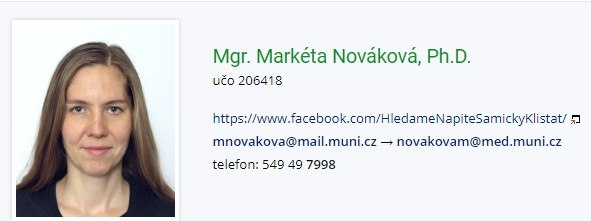 Mgr. Markéta Nováková, Ph.D.
učo 206418
https://www.facebook.com/HledameNapiteSamickyKlistat/
mnovakova@mail.muni.cz → novakovam@med.muni.cz
telefon: 549 49 7998